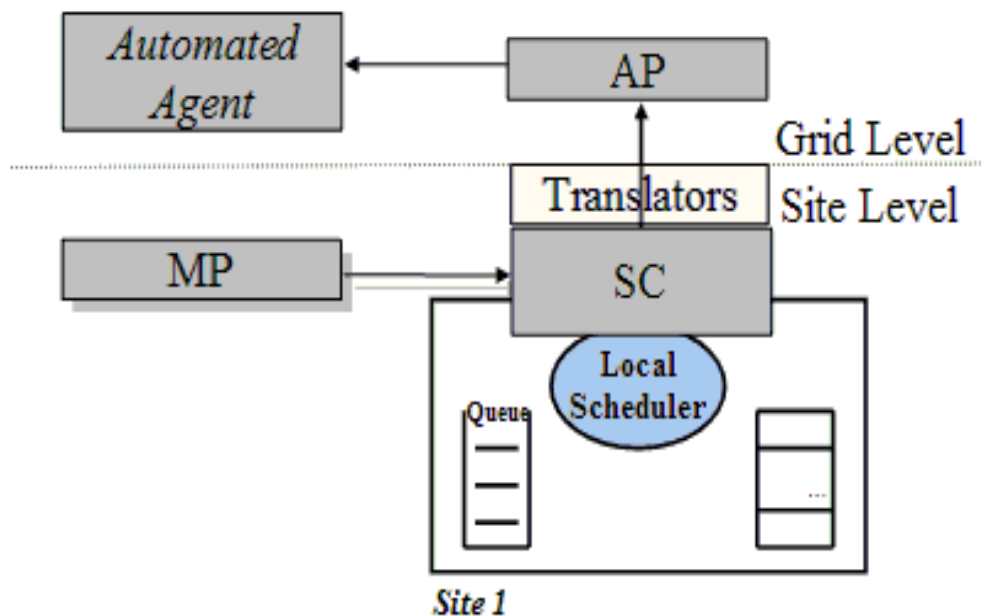 Automated
Agent
AP
Grid Level
Translators
Site Level
MP
SC
Local
Scheduler
Queue
...
Site 1